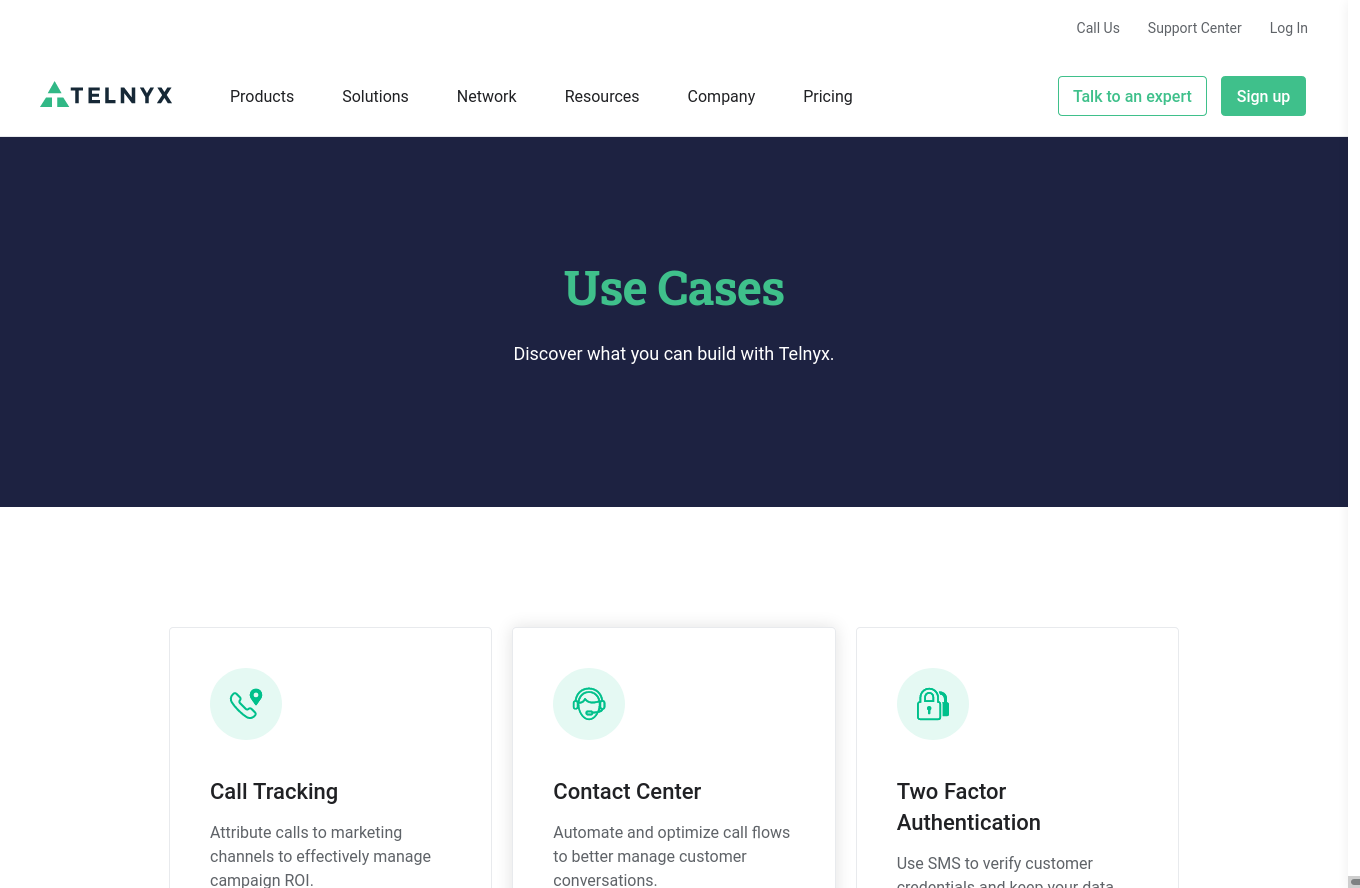 Call Us Support Center Log In
TELNYX Products Solutions Network Resources Company Pricing Talk to an expert Sign up
Use Cases
Discover what you can build with Telnyx.
Call Tracking
Attribute calls to marketing
channels to effectively manage
campaign ROI.
Contact Center
Automate and optimize call flows
to better manage customer
conversations.
Two Factor
Authentication
Use SMS to verify customer
credentials and keep your data